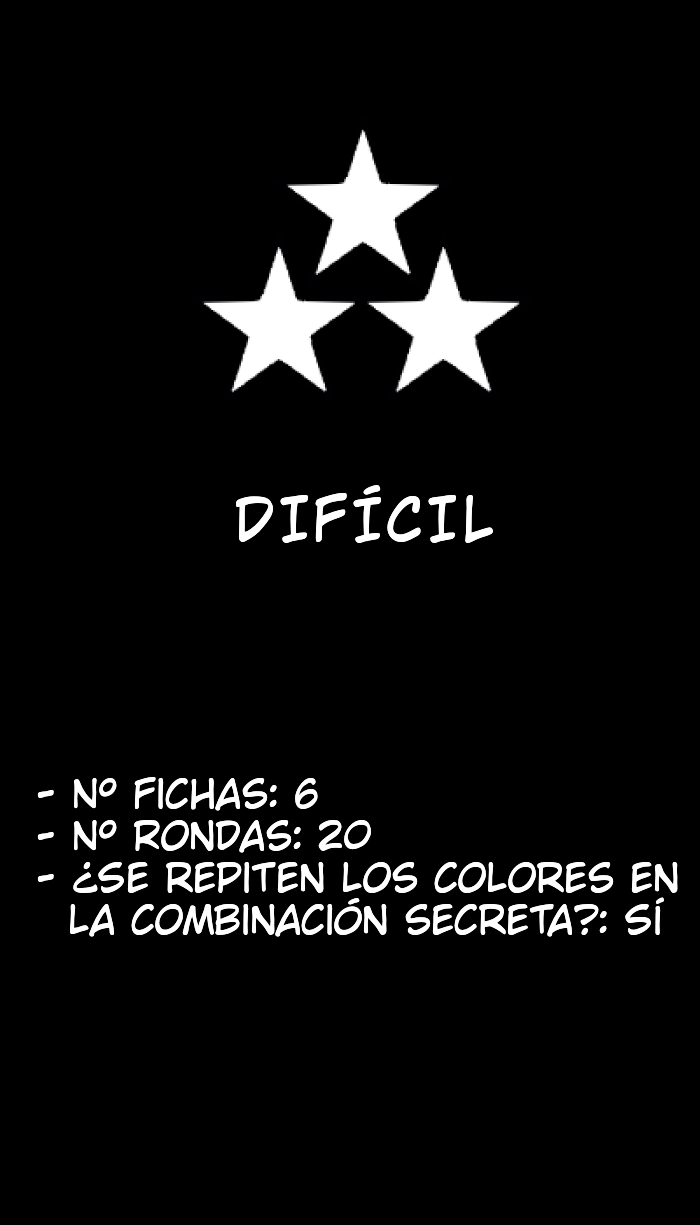 DIFÍCIL
- Nº FICHAS: 6
- Nº RONDAS: 20
- ¿SE REPITEN LOS COLORES EN
LA COMBINACIÓN SECRETA?: SÍ